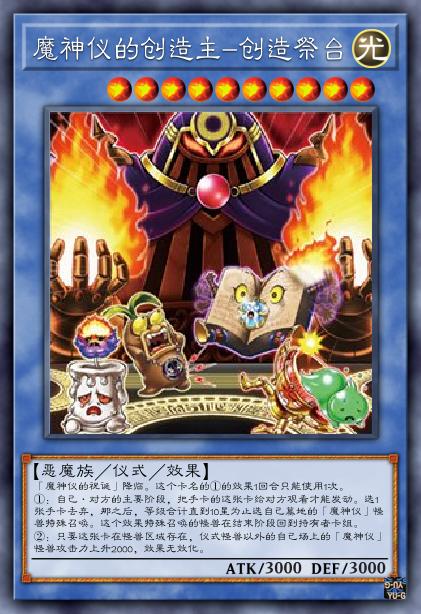 魔神仪的创造主-创造祭台
光
【恶魔族／仪式／效果】
「魔神仪的祝诞」降临。这个卡名的①的效果1回合只能使用1次。
①：自己·对方的主要阶段，把手卡的这张卡给对方观看才能发动。选1
张手卡丢弃，那之后，等级合计直到10星为止选自己墓地的「魔神仪」怪
兽特殊召唤。这个效果特殊召唤的怪兽在结束阶段回到持有者卡组。
②：只要这张卡在怪兽区域存在，仪式怪兽以外的自己场上的「魔神仪」
怪兽攻击力上升2000，效果无效化。
ATK/3000 DEF/3000